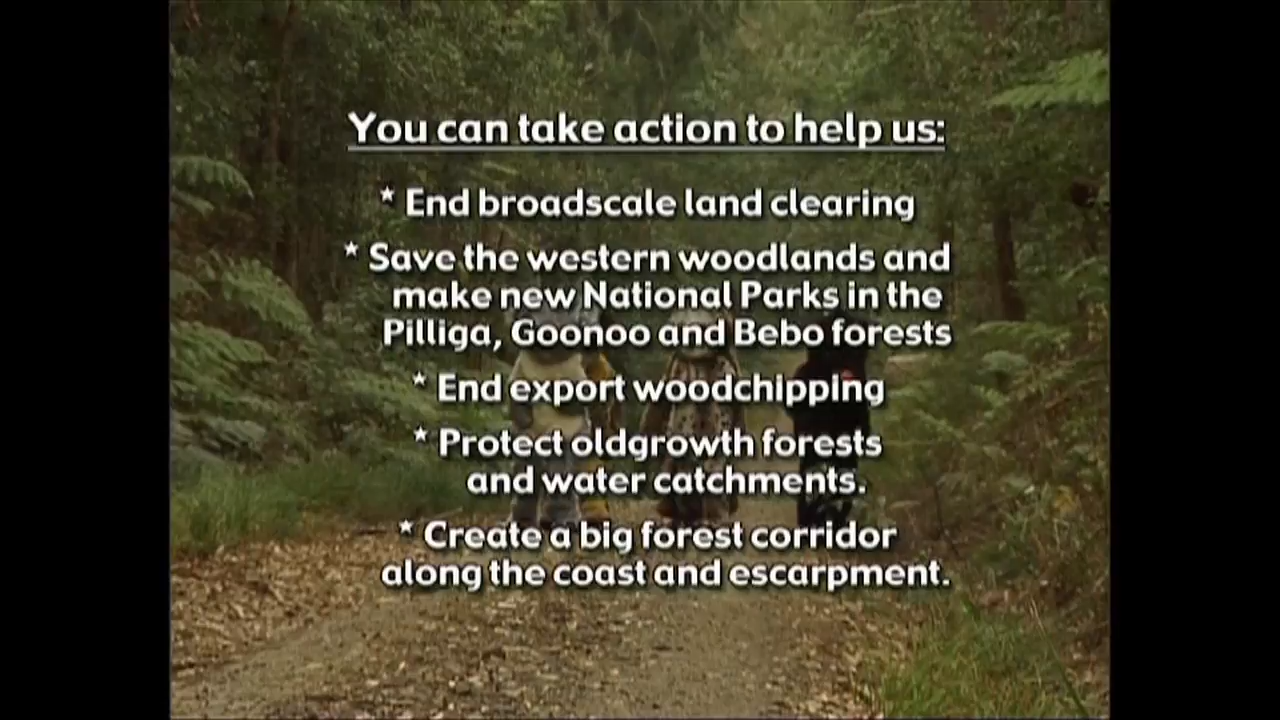 You can take action to help us:
* End broadscale land clearing
* Save the western woodlands and
make new National Parks in the
Pilliga, Goonoo and Bebo forests
* End export woodchipping
* Protect oldgrowth forests
and water catchments.
* Create a big forest corridor
along the coast and escarpment.